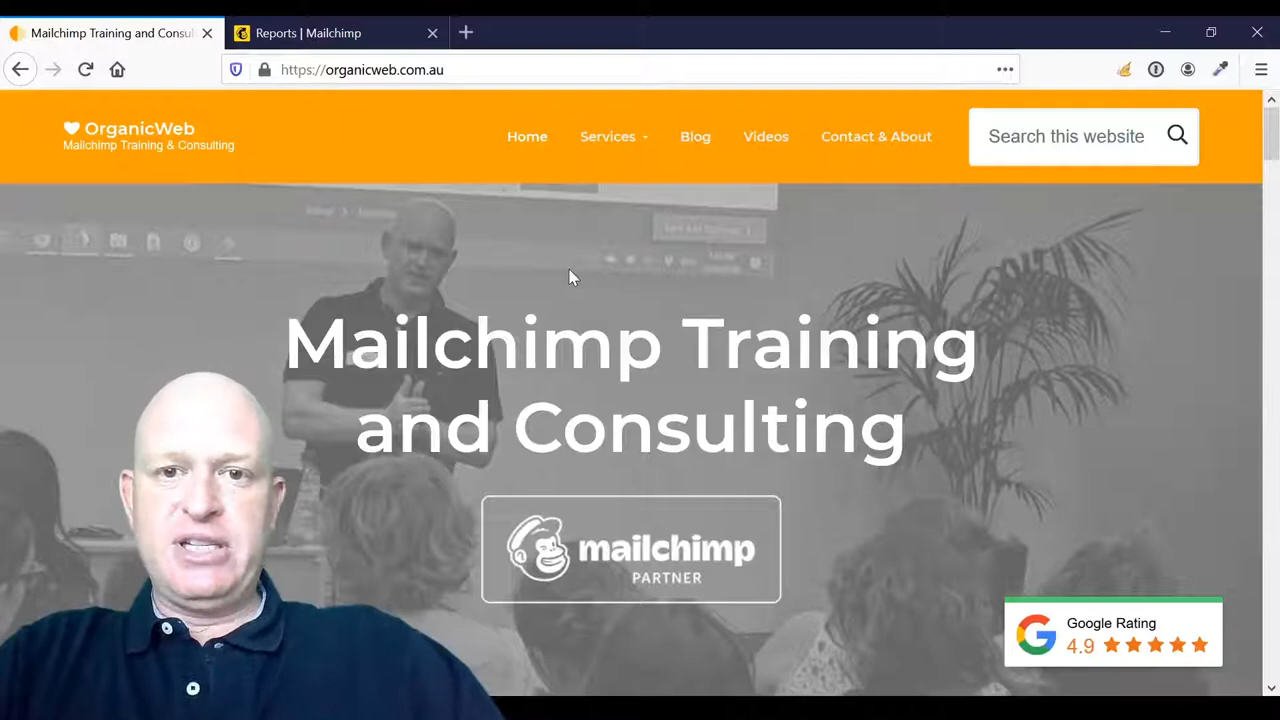 Mailchimp Training and Consul
Reports | Mailchimp
https://organicweb.com.au
OrganicWeb
Mailchimp Training & Consulting
Home
Services
Blog
Videos
Contact & About
Search this website
Mailchimp Training
and Consulting
mailchimp
PARTNER
Google Rating
4.9